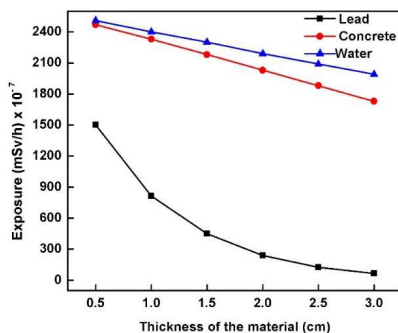 Lead
Concrete
Water
2400
2100
1800
1500
1200
900
600
300
0
0.5 1.0 1.5 2.0 2.5 3.0
Exposure (mSv/h) x 10⁻⁷
Thickness of the material (cm)